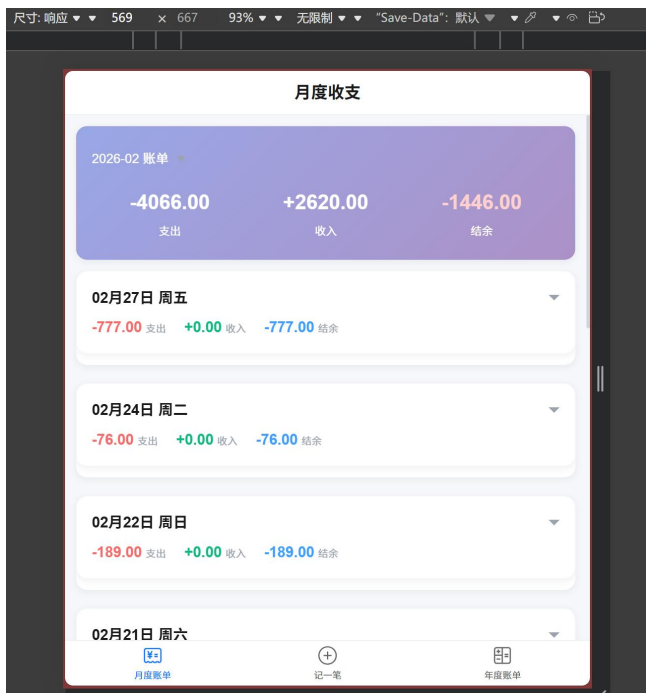 尺寸: 响应 569 × 667 93% 无限制 "Save-Data": 默认
月度收支
2026-02 账单
-4066.00 +2620.00 -1446.00
支出 收入 结余
02月27日 周五
-777.00 支出 +0.00 收入 -777.00 结余
02月24日 周二
-76.00 支出 +0.00 收入 -76.00 结余
02月22日 周日
-189.00 支出 +0.00 收入 -189.00 结余
02月21日 周六
月度账单 记一笔 年度账单